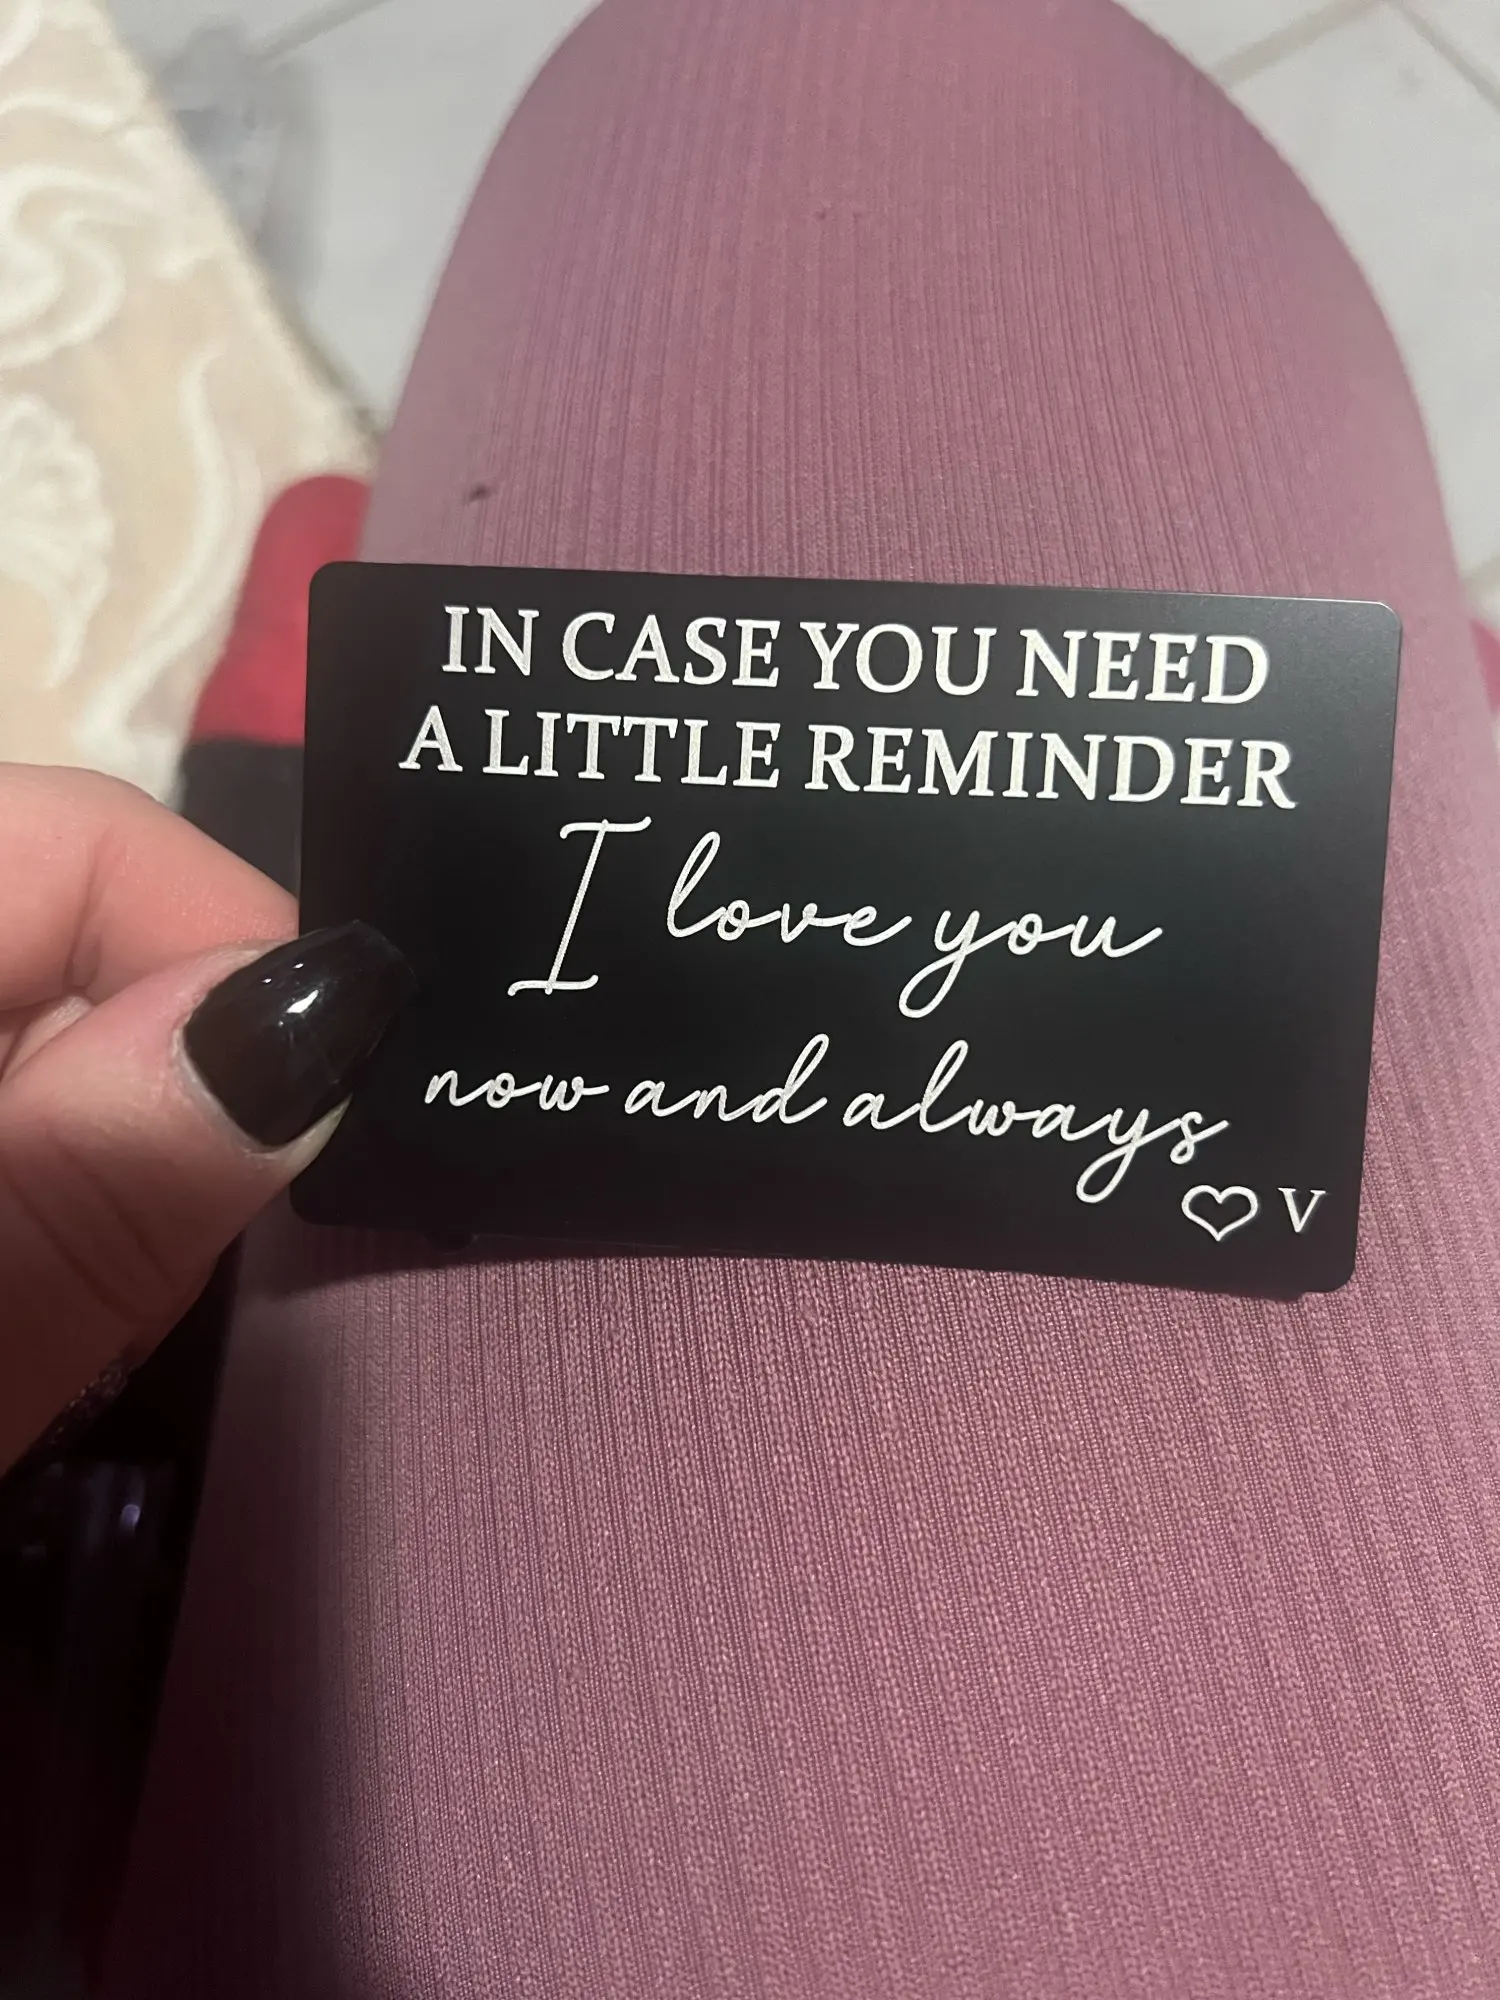 IN CASE YOU NEED
A LITTLE REMINDER
I love you
now and always
♡ V